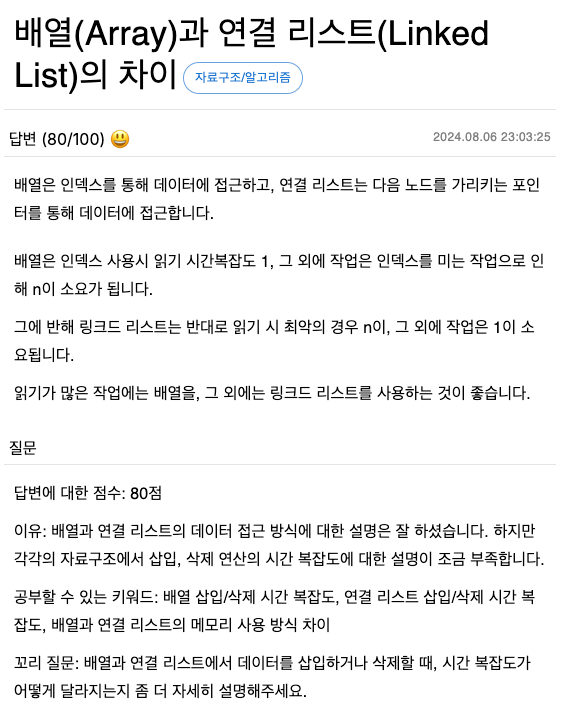 배열(Array)과 연결 리스트(Linked
List)의 차이 자료구조/알고리즘
답변 (80/100) 😃 2024.08.06 23:03:25
배열은 인덱스를 통해 데이터에 접근하고, 연결 리스트는 다음 노드를 가리키는 포인
터를 통해 데이터에 접근합니다.
배열은 인덱스 사용시 읽기 시간복잡도 1, 그 외에 작업은 인덱스를 미는 작업으로 인
해 n이 소요가 됩니다.
그에 반해 링크드 리스트는 반대로 읽기 시 최악의 경우 n이, 그 외에 작업은 1이 소
요됩니다.
읽기가 많은 작업에는 배열을, 그 외에는 링크드 리스트를 사용하는 것이 좋습니다.
질문
답변에 대한 점수: 80점
이유: 배열과 연결 리스트의 데이터 접근 방식에 대한 설명은 잘 하셨습니다. 하지만
각각의 자료구조에서 삽입, 삭제 연산의 시간 복잡도에 대한 설명이 조금 부족합니다.
공부할 수 있는 키워드: 배열 삽입/삭제 시간 복잡도, 연결 리스트 삽입/삭제 시간 복
잡도, 배열과 연결 리스트의 메모리 사용 방식 차이
꼬리 질문: 배열과 연결 리스트에서 데이터를 삽입하거나 삭제할 때, 시간 복잡도가
어떻게 달라지는지 좀 더 자세히 설명해주세요.